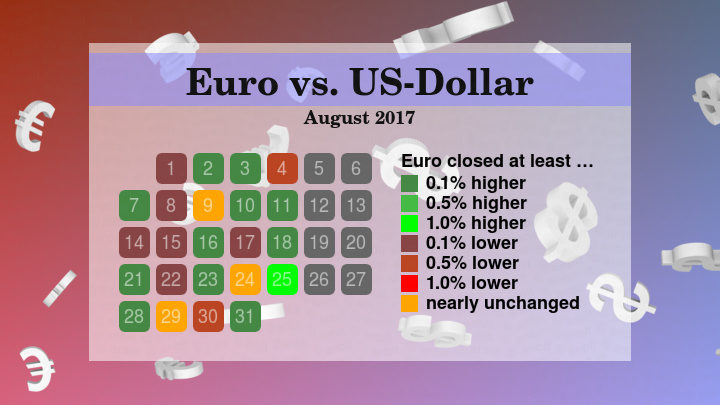 Euro vs. US-Dollar
August 2017
1 2 3 4 5 6
7 8 9 10 11 12 13
14 15 16 17 18 19 20
21 22 23 24 25 26 27
28 29 30 31
Euro closed at least …
0.1% higher
0.5% higher
1.0% higher
0.1% lower
0.5% lower
1.0% lower
nearly unchanged